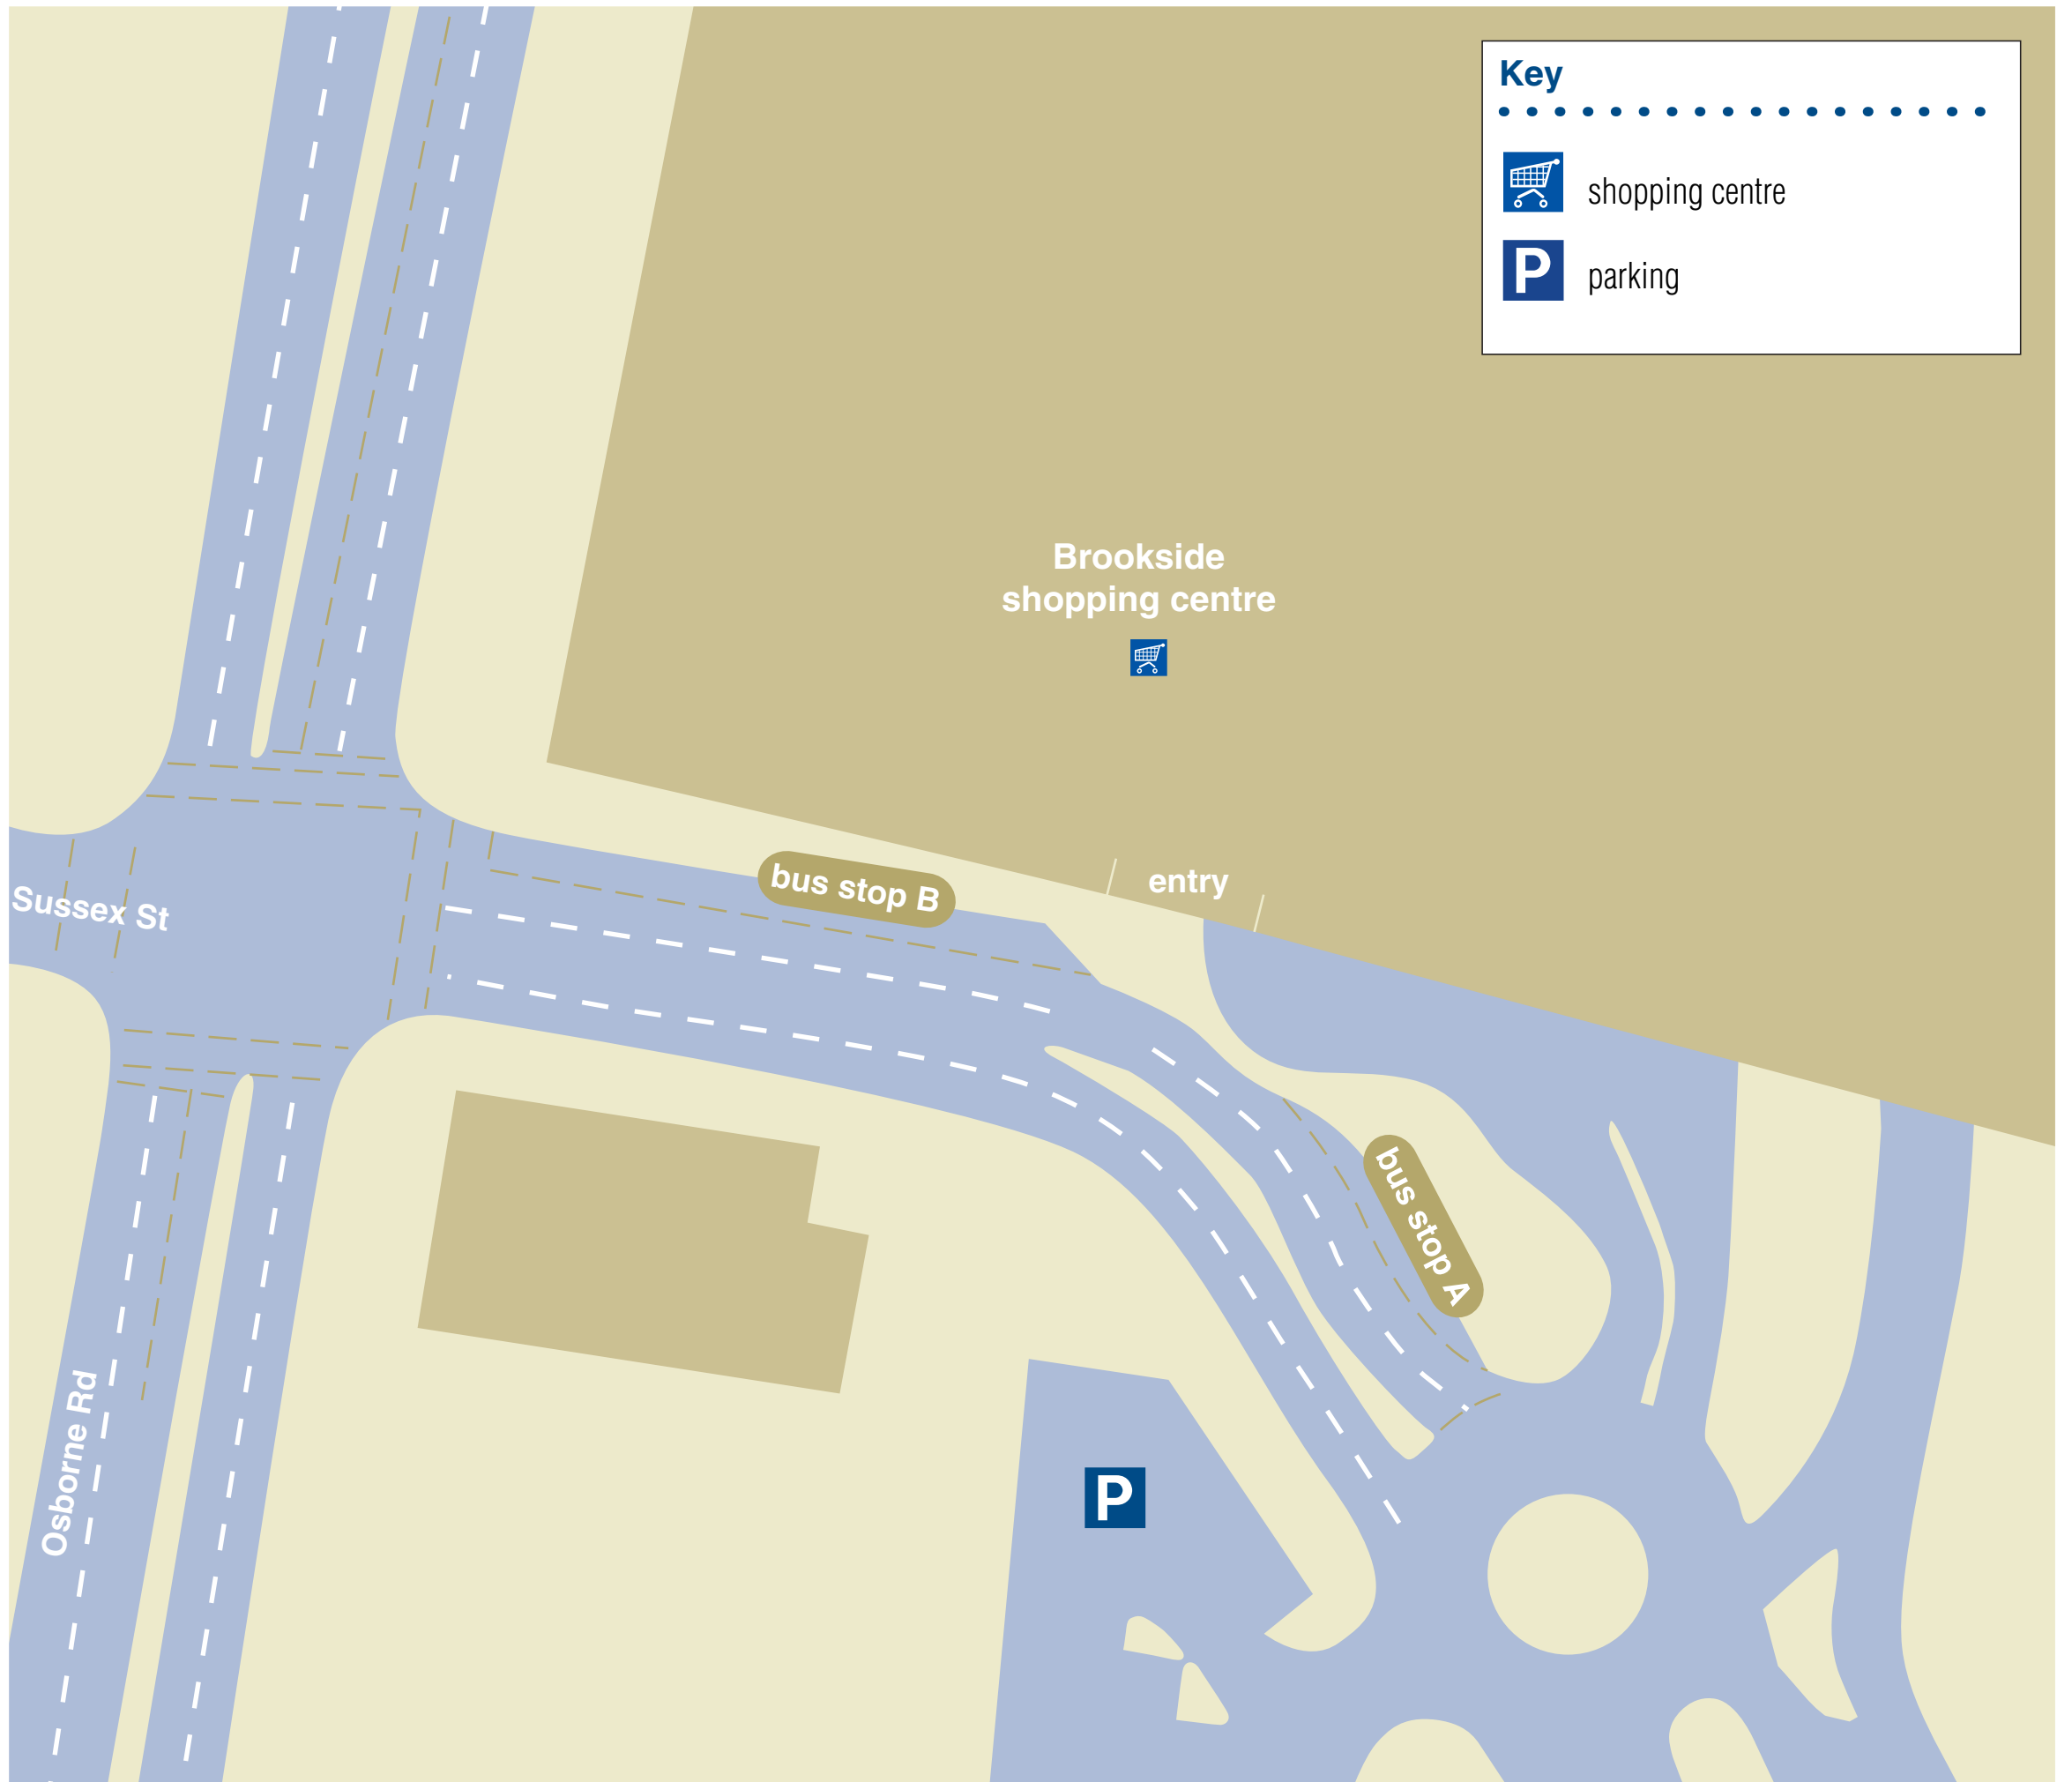 Key
shopping centre
P
parking
Brookside
shopping centre
entry
bus stop B
Sussex St
bus stop A
Osborne Rd
P